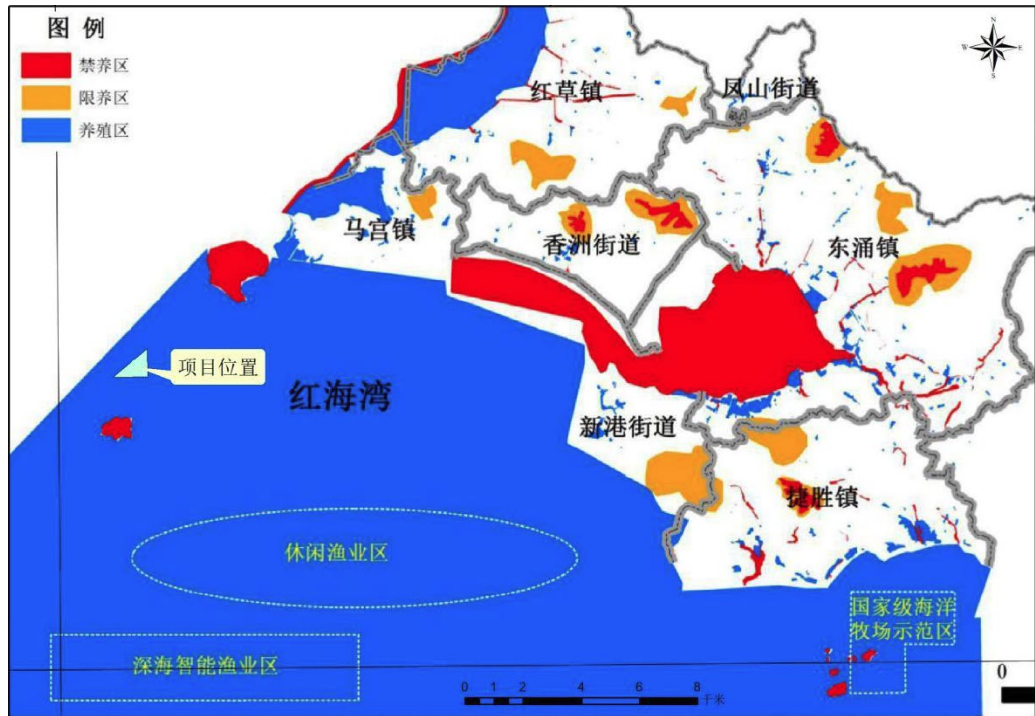 图 例
禁养区
限养区
养殖区
N
W
E
S
红草镇
凤山街道
马宫镇
香洲街道
东涌镇
项目位置
红海湾
新港街道
捷胜镇
休闲渔业区
国家级海洋
牧场示范区
深海智能渔业区
0 1 2 4 6 8
千米
0